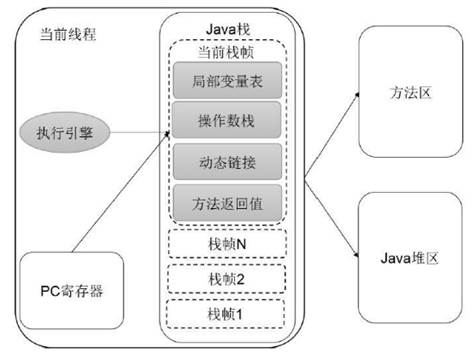 当前线程
Java栈
当前栈帧
局部变量表
操作数栈
动态链接
方法返回值
栈帧N
栈帧2
栈帧1
执行引擎
PC寄存器
方法区
Java堆区